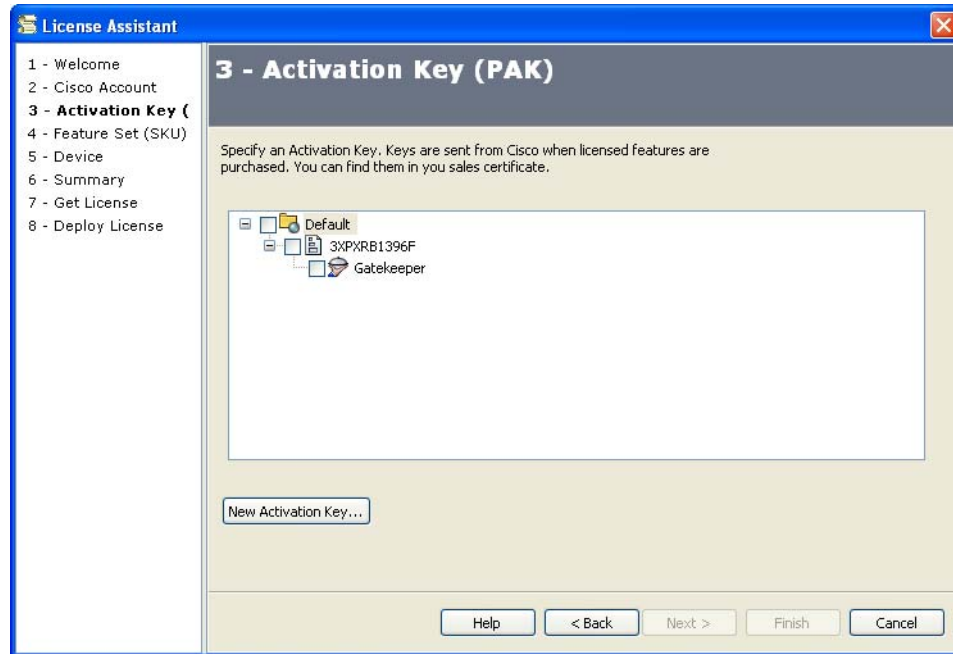 License Assistant
1 - Welcome
2 - Cisco Account
3 - Activation Key (
4 - Feature Set (SKU)
5 - Device
6 - Summary
7 - Get License
8 - Deploy License
3 - Activation Key (PAK)
Specify an Activation Key. Keys are sent from Cisco when licensed features are
purchased. You can find them in you sales certificate.
Default
3XPXRB1396F
Gatekeeper
New Activation Key...
Help
< Back
Next >
Finish
Cancel